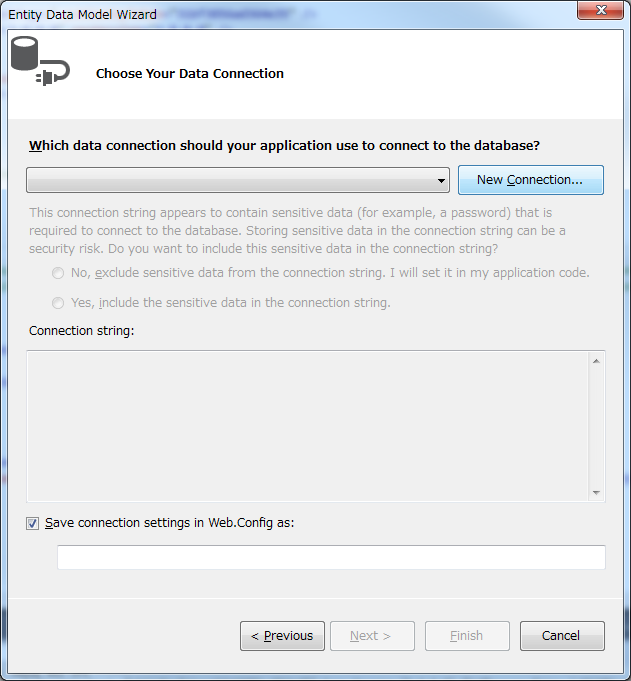 Entity Data Model Wizard
Choose Your Data Connection
Which data connection should your application use to connect to the database?
New Connection...
This connection string appears to contain sensitive data (for example, a password) that is
required to connect to the database. Storing sensitive data in the connection string can be a
security risk. Do you want to include this sensitive data in the connection string?
No, exclude sensitive data from the connection string. I will set it in my application code.
Yes, include the sensitive data in the connection string.
Connection string:
Save connection settings in Web.Config as:
< Previous
Next >
Finish
Cancel